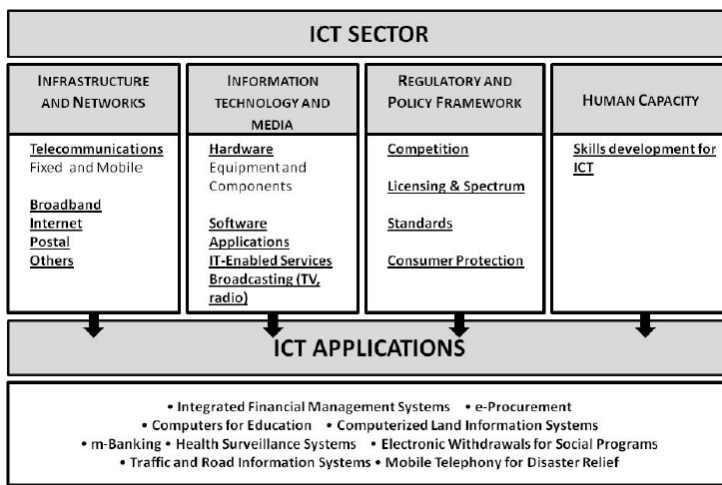 ICT SECTOR
INFRASTRUCTURE
AND NETWORKS
Telecommunications
Fixed and Mobile
Broadband
Internet
Postal
Others
INFORMATION
TECHNOLOGY AND
MEDIA
Hardware
Equipment and
Components
Software
Applications
IT-Enabled Services
Broadcasting (TV,
radio)
REGULATORY AND
POLICY FRAMEWORK
Competition
Licensing & Spectrum
Standards
Consumer Protection
HUMAN CAPACITY
Skills development for
ICT
ICT APPLICATIONS
• Integrated Financial Management Systems • e-Procurement
• Computers for Education • Computerized Land Information Systems
• m-Banking • Health Surveillance Systems • Electronic Withdrawals for Social Programs
• Traffic and Road Information Systems • Mobile Telephony for Disaster Relief